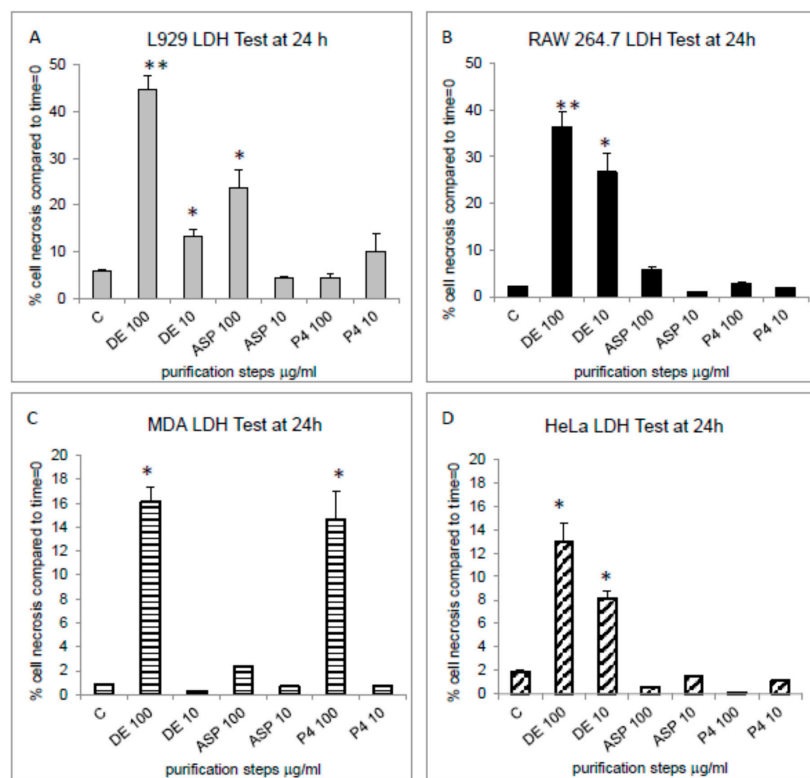 A
L929 LDH Test at 24 h
% cell necrosis compared to time=0
50
40
30
20
10
0
**
*
*
C
DE 100
DE 10
ASP 100
ASP 10
P4 100
P4 10
purification steps µg/ml
B
RAW 264.7 LDH Test at 24h
% cell necrosis compared to time=0
50
40
30
20
10
0
**
*
C
DE 100
DE 10
ASP 100
ASP 10
P4 100
P4 10
purification steps µg/ml
C
MDA LDH Test at 24h
% cell necrosis compared to time=0
20
18
16
14
12
10
8
6
4
2
0
*
*
C
DE 100
DE 10
ASP 100
ASP 10
P4 100
P4 10
purification steps µg/ml
D
HeLa LDH Test at 24h
% cell necrosis compared to time=0
20
18
16
14
12
10
8
6
4
2
0
*
*
C
DE 100
DE 10
ASP 100
ASP 10
P4 100
P4 10
purification steps µg/ml